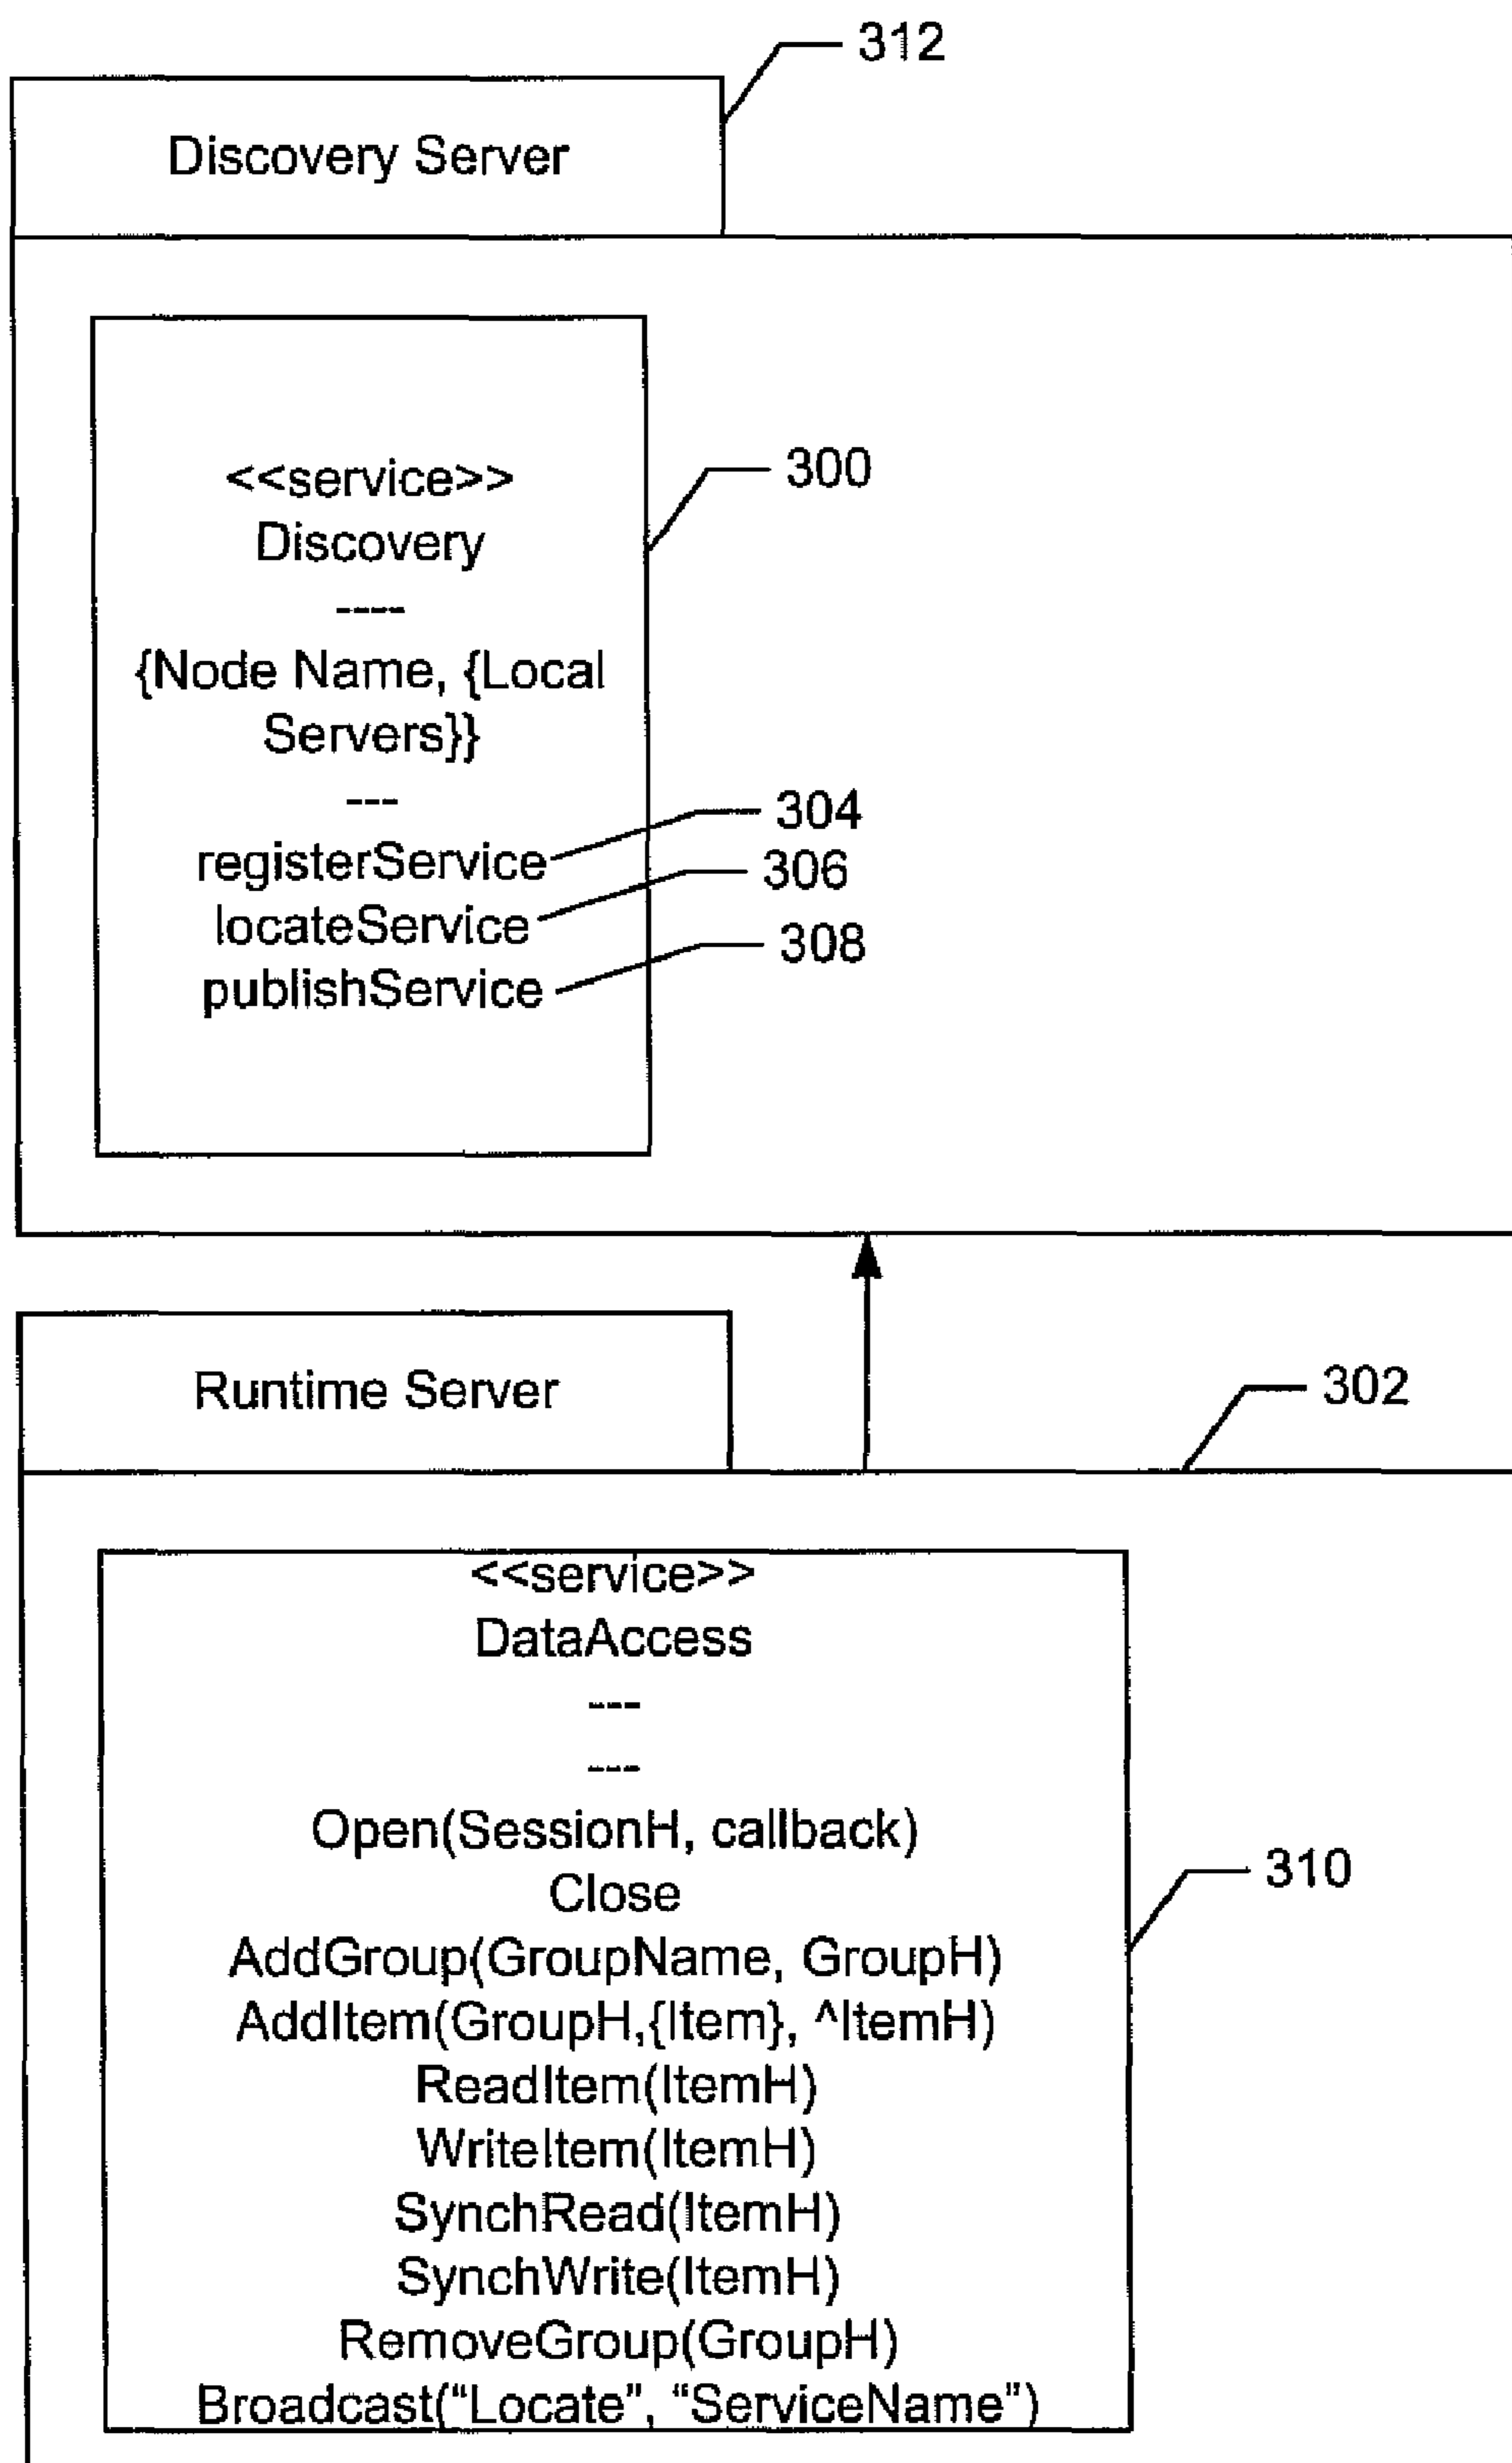 312
Discovery Server
<<service>>
300
Discovery
----
{Node Name, {Local
Servers}}
---
304
registerService
306
locateService
308
publishService
Runtime Server
302
<<service>>
DataAccess
---
---
Open(SessionH, callback)
Close
310
AddGroup(GroupName, GroupH)
AddItem(GroupH,{Item}, ^ItemH)
ReadItem(ItemH)
WriteItem(ItemH)
SynchRead(ItemH)
SynchWrite(ItemH)
RemoveGroup(GroupH)
Broadcast(“Locate”, “ServiceName”)